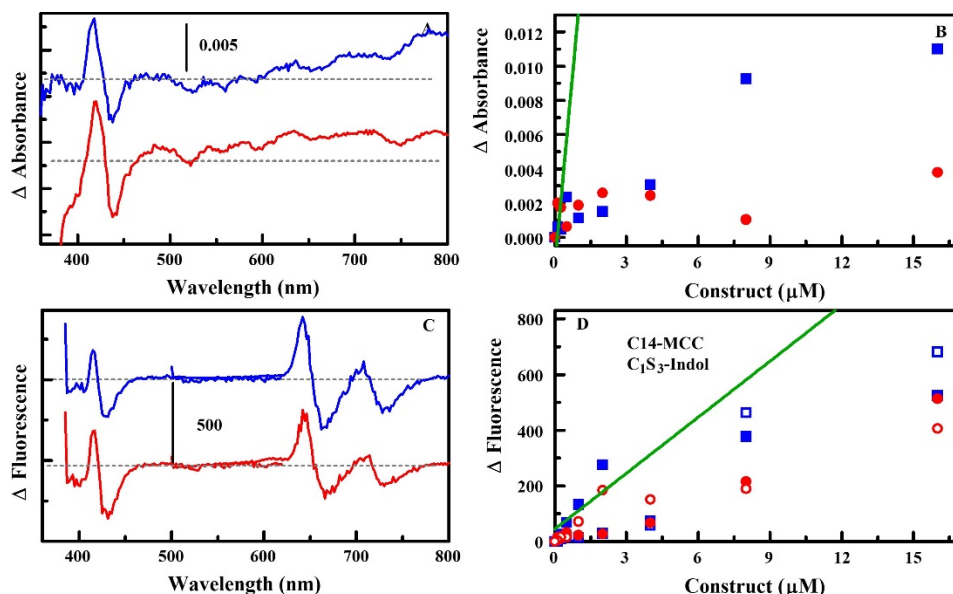 A
0.005
Δ Absorbance
400 500 600 700 800
Wavelength (nm)
B
Δ Absorbance
0.012
0.010
0.008
0.006
0.004
0.002
0.000
0 3 6 9 12 15
Construct (μM)
C
500
Δ Fluorescence
400 500 600 700 800
Wavelength (nm)
D
C14-MCC
C₁S₃-Indol
Δ Fluorescence
800
600
400
200
0
0 3 6 9 12 15
Construct (μM)